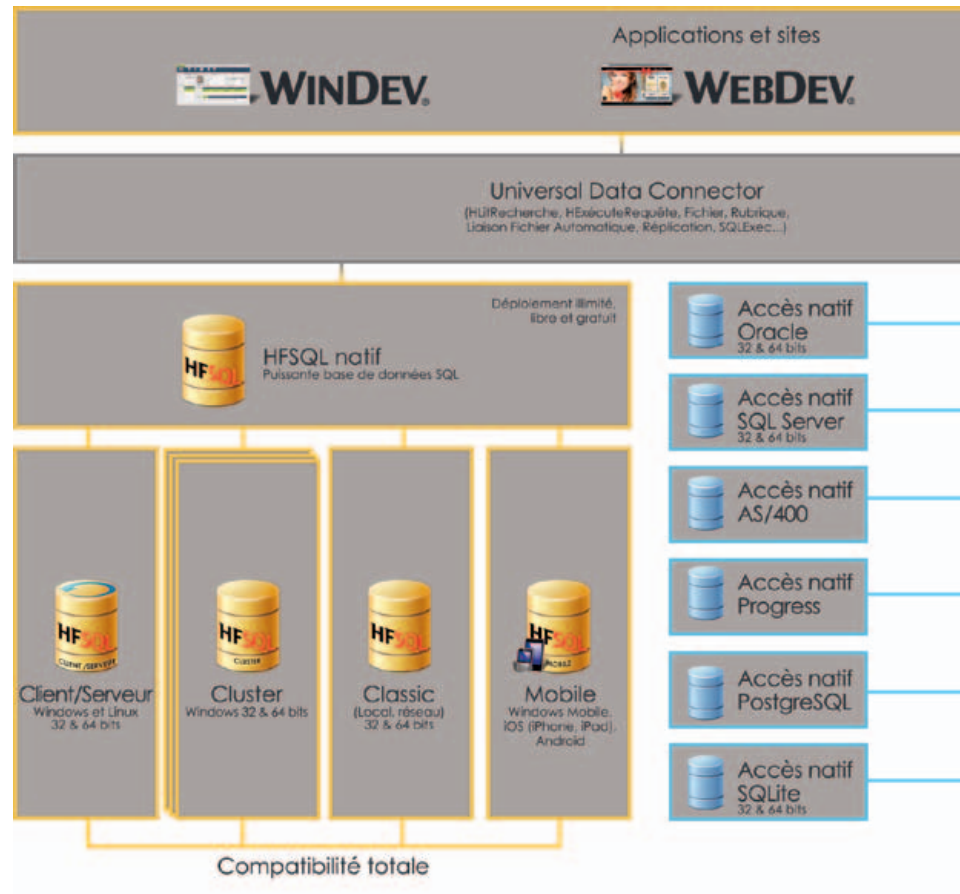 Applications et sites
WINDEV.
WEBDEV.
Universal Data Connector
(HLitRecherche, HExécuteRequête, Fichier, Rubrique,
Liaison Fichier Automatique, Réplication, SQLExec...)
Déploiement illimité,
libre et gratuit
HFSQL
HFSQL natif
Puissante base de données SQL
HFSQL
CLIENT/SERVEUR
Client/Serveur
Windows et Linux
32 & 64 bits
HFSQL
CLUSTER
Cluster
Windows 32 & 64 bits
HFSQL
Classic
(Local, réseau)
32 & 64 bits
HFSQL
MOBILE
Mobile
Windows Mobile,
iOS (iPhone, iPad),
Android
Compatibilité totale
Accès natif
Oracle
32 & 64 bits
Accès natif
SQL Server
32 & 64 bits
Accès natif
AS/400
Accès natif
Progress
Accès natif
PostgreSQL
Accès natif
SQLite
32 & 64 bits